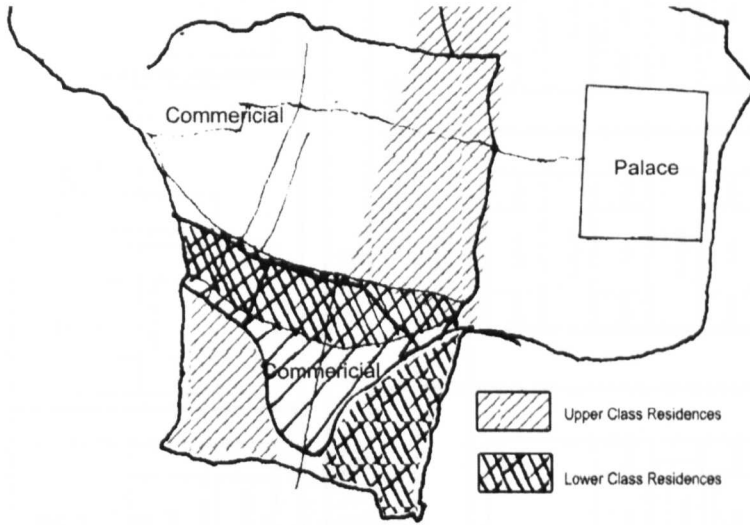 Commericial
Palace
Commericial
Upper Class Residences
Lower Class Residences